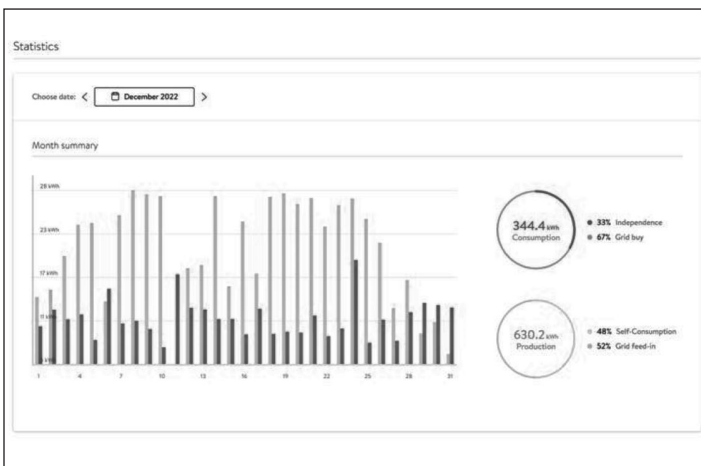 Statistics
Choose date: < December 2022 >
Month summary
29 kWh
23 kWh
17 kWh
11 kWh
1 4 7 10 13 16 19 22 25 28 31
344.4 kWh
Consumption
33% Independence
67% Grid buy
630.2 kWh
Production
48% Self-Consumption
52% Grid feed-in